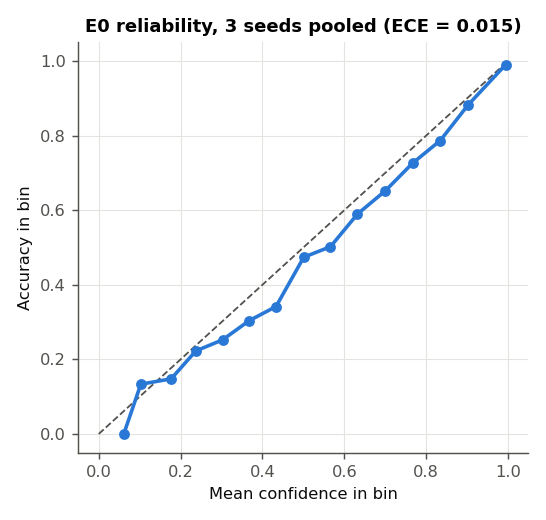 E0 reliability, 3 seeds pooled (ECE = 0.015)
1.0
0.8
0.6
0.4
0.2
0.0
Accuracy in bin
0.0 0.2 0.4 0.6 0.8 1.0
Mean confidence in bin